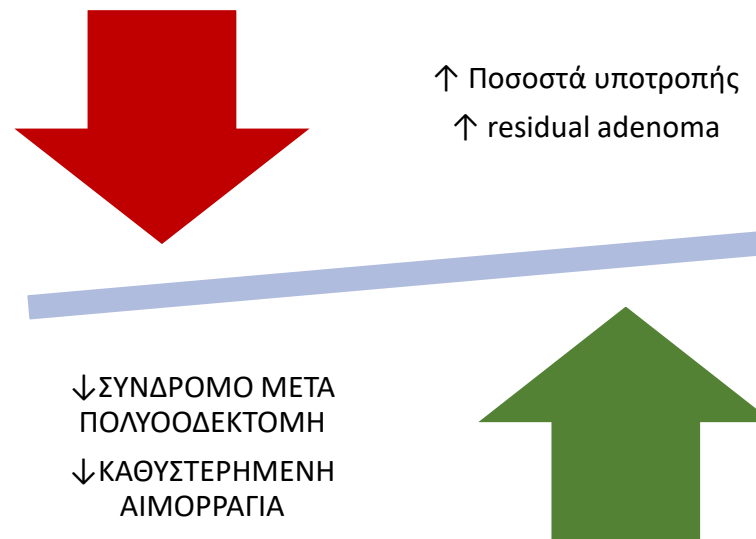 ↑ Ποσοστά υποτροπής
↑ residual adenoma
↓ΣΥΝΔΡΟΜΟ ΜΕΤΑ
ΠΟΛΥΟΟΔΕΚΤΟΜΗ
↓ΚΑΘΥΣΤΕΡΗΜΕΝΗ
ΑΙΜΟΡΡΑΓΙΑ